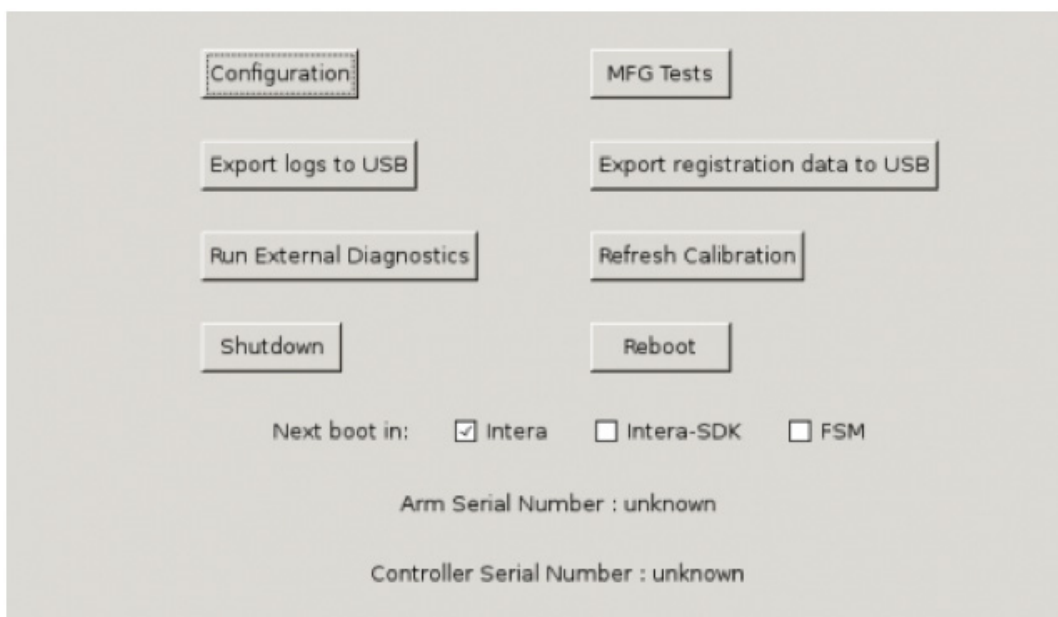 Configuration MFG Tests
Export logs to USB Export registration data to USB
Run External Diagnostics Refresh Calibration
Shutdown Reboot
Next boot in: Intera Intera-SDK FSM
Arm Serial Number : unknown
Controller Serial Number : unknown